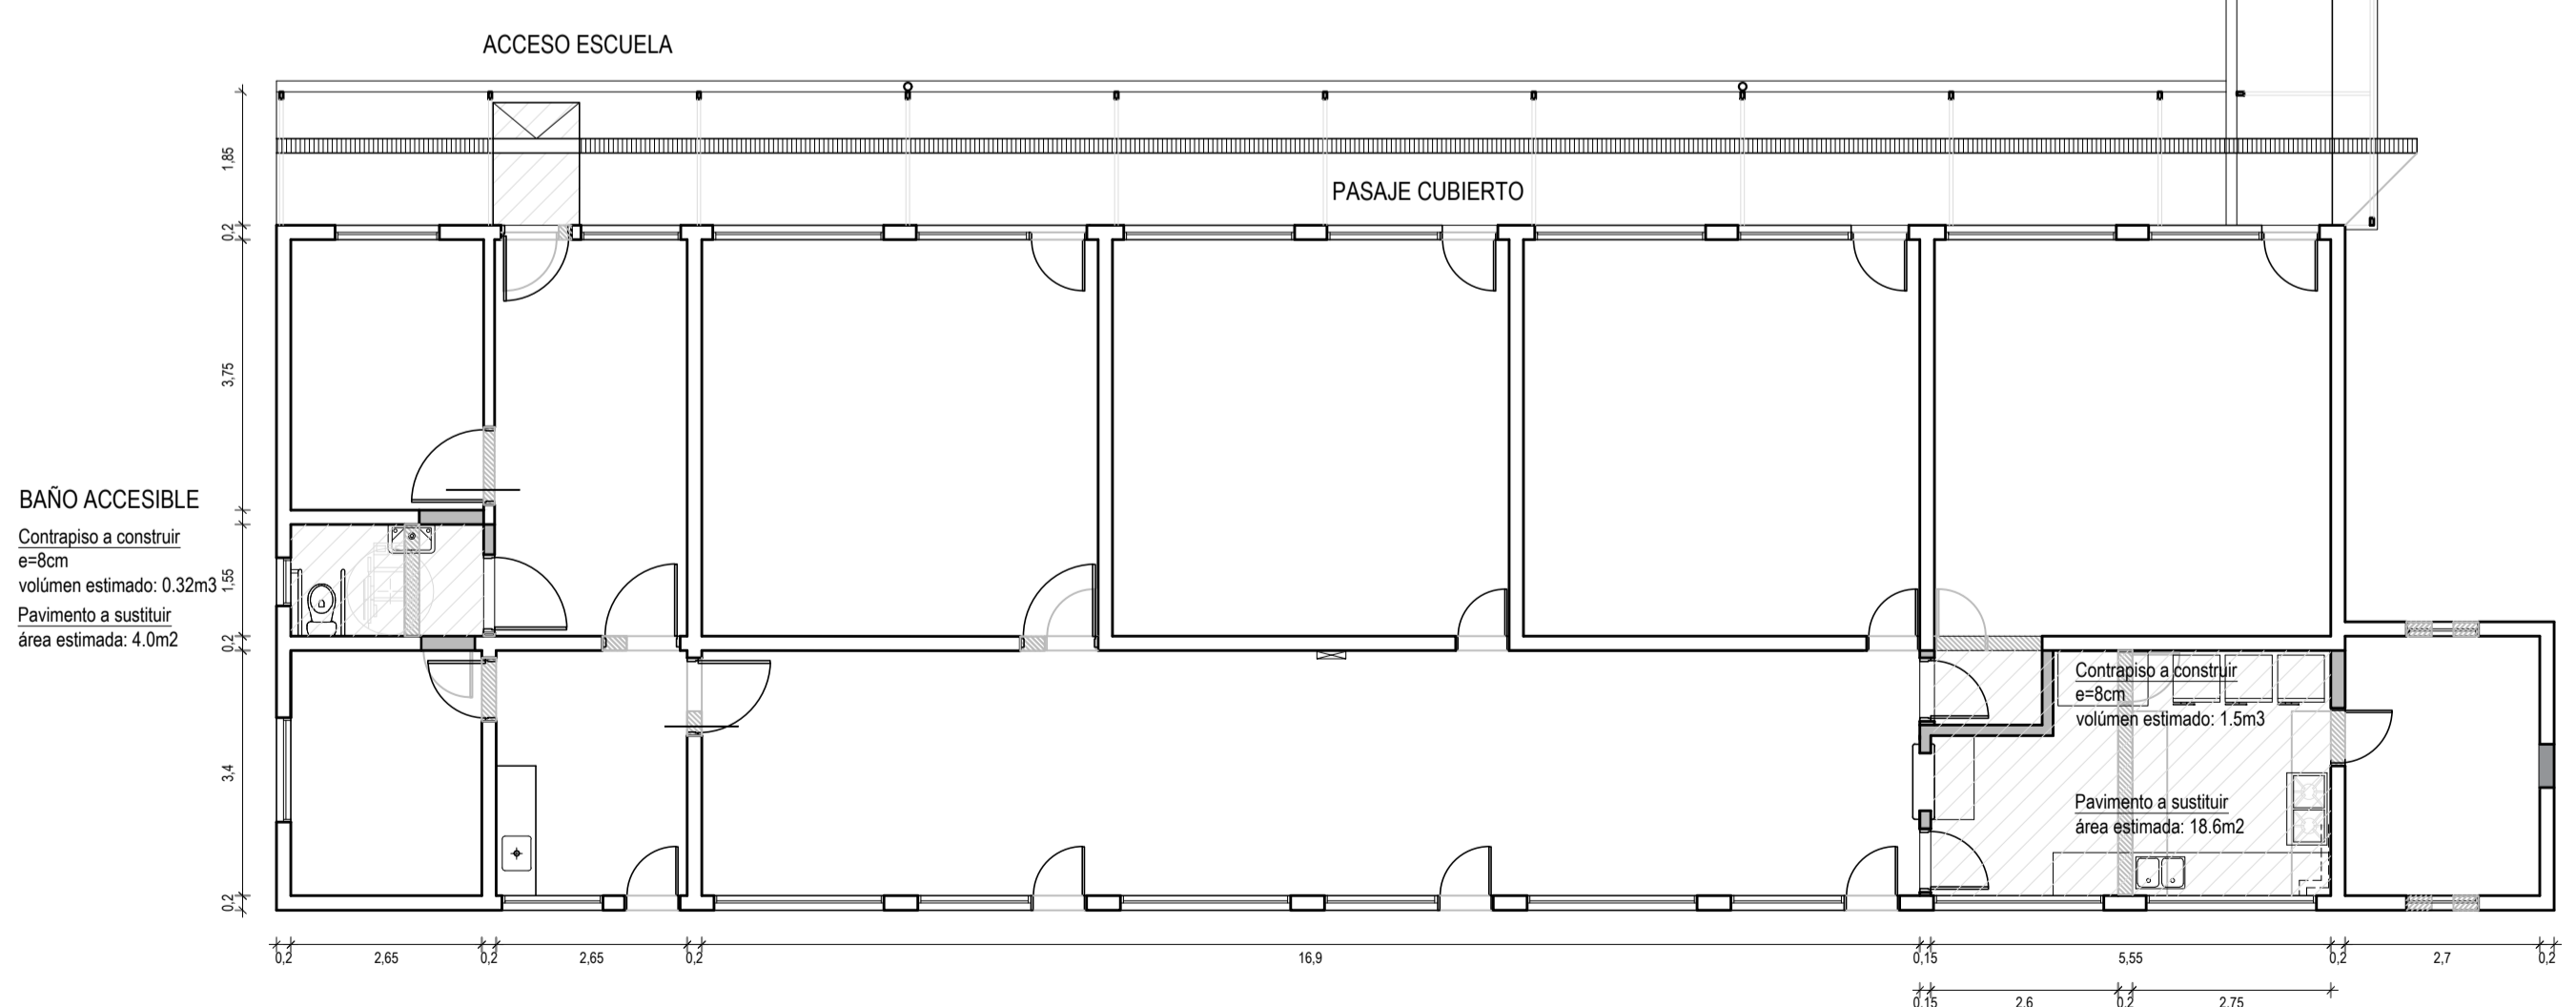 ACCESO ESCUELA
1,85
PASAJE CUBIERTO
0,2
3,75
BAÑO ACCESIBLE
Contrapiso a construir
e=8cm
volúmen estimado: 0.32m3
Pavimento a sustituir
área estimada: 4.0m2
1,55
0,2
Contrapiso a construir
e=8cm
volúmen estimado: 1.5m3
3,4
Pavimento a sustituir
área estimada: 18.6m2
0,2
0,2 2,65 0,2 2,65 0,2 16,9 0,15 5,55 0,2 2,7 0,2
0,15 2,6 0,2 2,75